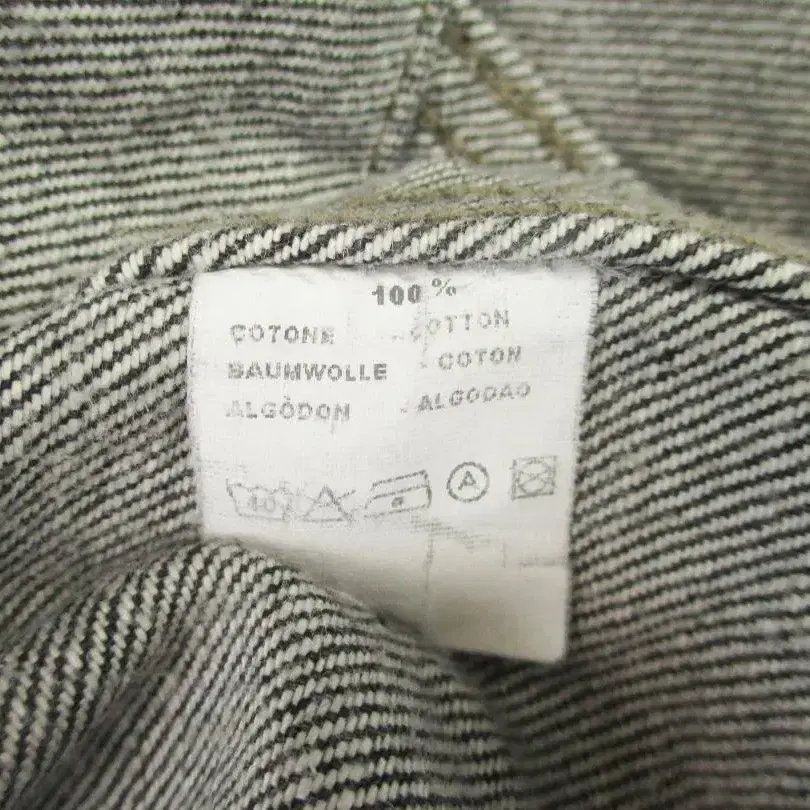 100 %
COTONE - COTTON
BAUMWOLLE - COTON
ALGÒDON - ALGODAO
40
A